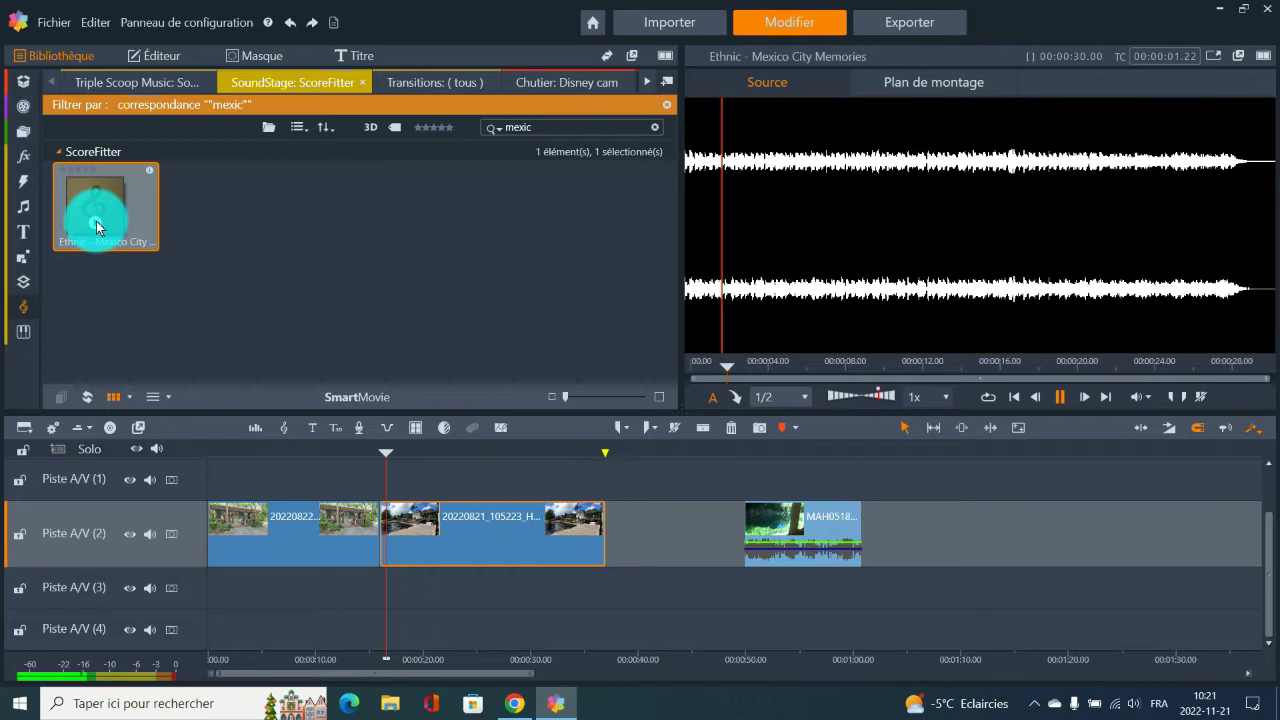 Fichier Editer Panneau de configuration
Importer Modifier Exporter
Bibliothèque Éditeur Masque Titre
Ethnic - Mexico City Memories
[] 00:00:30.00 TC 00:00:01.22
Triple Scoop Music: So... SoundStage: ScoreFitter × Transitions: ( tous ) Chutier: Disney cam
Source Plan de montage
Filtrer par : correspondance ""mexic""
3D mexic
ScoreFitter 1 élément(s), 1 sélectionné(s)
Ethnic - Mexico City ...
:00.00 00:00:04.00 00:00:08.00 00:00:12.00 00:00:16.00 00:00:20.00 00:00:24.00 00:00:28.00
SmartMovie
A 1/2 1x
Solo
Piste A/V (1)
Piste A/V (2) 20220822... 20220821_105223_H... MAH0518...
Piste A/V (3)
Piste A/V (4)
-60 -22 -16 -10 -6 -3 0 :00.00 00:00:10.00 00:00:20.00 00:00:30.00 00:00:40.00 00:00:50.00 00:01:00.00 00:01:10.00 00:01:20.00 00:01:30.00
Taper ici pour rechercher
-5°C Eclaircies FRA
10:21
2022-11-21